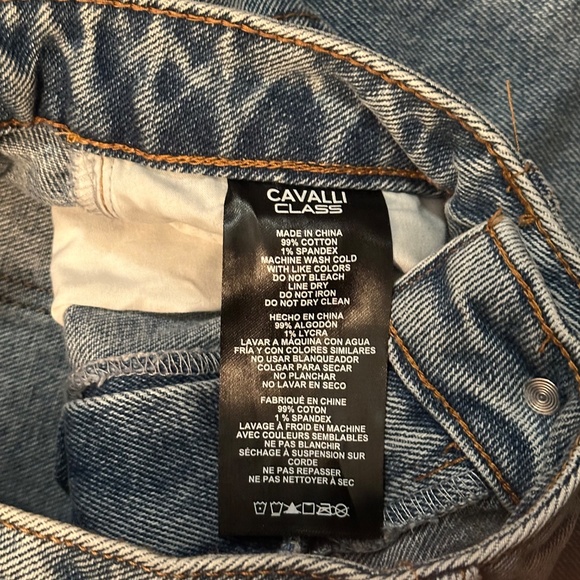 CAVALLI
CLASS
MADE IN CHINA
99% COTTON
1% SPANDEX
MACHINE WASH COLD
WITH LIKE COLORS
DO NOT BLEACH
LINE DRY
DO NOT IRON
DO NOT DRY CLEAN
HECHO EN CHINA
99% ALGODÓN
1% LYCRA
LAVAR A MÁQUINA CON AGUA
FRÍA Y CON COLORES SIMILARES
NO USAR BLANQUEADOR
COLGAR PARA SECAR
NO PLANCHAR
NO LAVAR EN SECO
FABRIQUÉ EN CHINE
99% COTON
1 % SPANDEX
LAVAGE À FROID EN MACHINE
AVEC COULEURS SEMBLABLES
NE PAS BLANCHIR
SÉCHAGE À SUSPENSION SUR
CORDE
NE PAS REPASSER
NE PAS NETTOYER À SEC